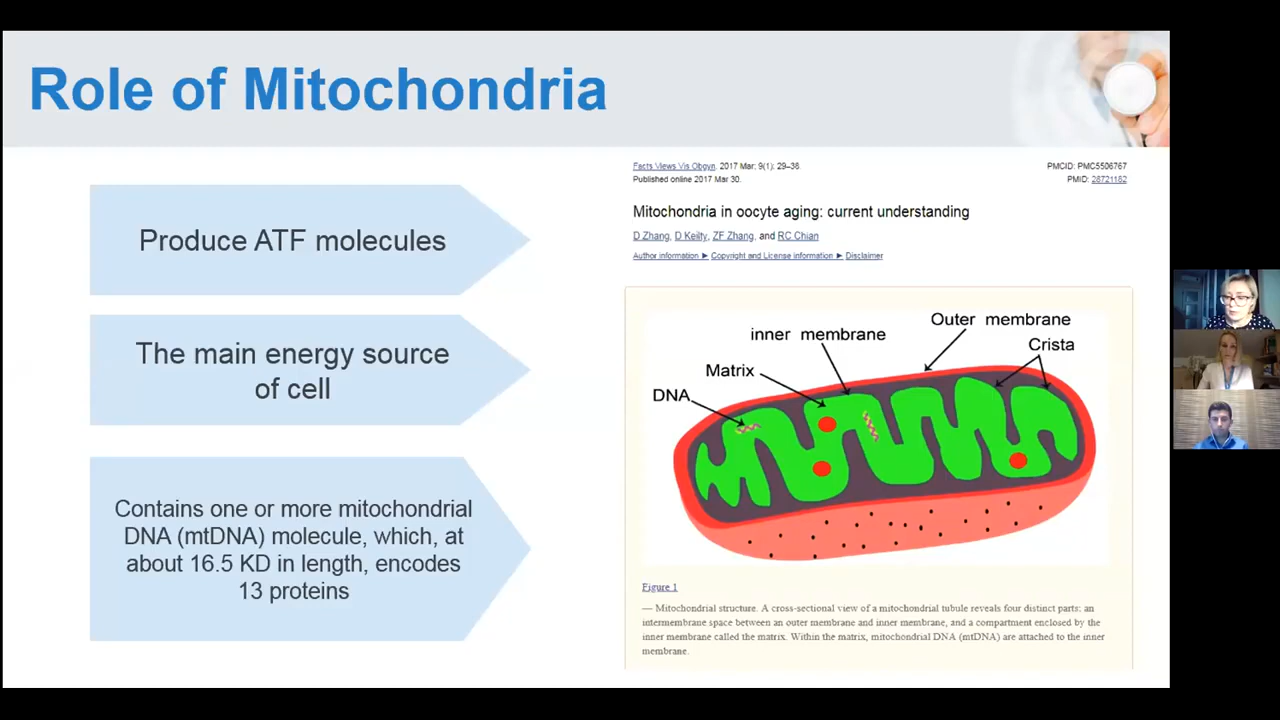 Role of Mitochondria
Produce ATF molecules
The main energy source
of cell
Contains one or more mitochondrial
DNA (mtDNA) molecule, which, at
about 16.5 KD in length, encodes
13 proteins
Facts Views Vis Obgyn. 2017 Mar; 9(1): 29–38.
Published online 2017 Mar 30.
PMCID: PMC5506767
PMID: 28721182
Mitochondria in oocyte aging: current understanding
D Zhang, D Keilty, ZF Zhang, and RC Chian
Author information ► Copyright and License information ► Disclaimer
Outer membrane
inner membrane
Crista
Matrix
DNA
Figure 1
— Mitochondrial structure. A cross-sectional view of a mitochondrial tubule reveals four distinct parts: an
intermembrane space between an outer membrane and inner membrane, and a compartment enclosed by the
inner membrane called the matrix. Within the matrix, mitochondrial DNA (mtDNA) are attached to the inner
membrane.